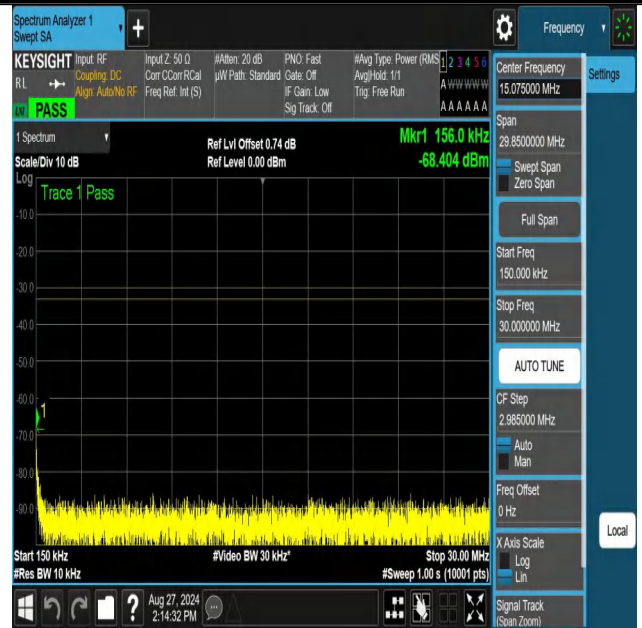 Spectrum Analyzer 1
Swept SA
+
Frequency
KEYSIGHT
RL
PASS
Input: RF
Coupling: DC
Align: Auto/No RF
Input Z: 50 Ω
Corr CCorr RCal
Freq Ref: Int (S)
#Atten: 20 dB
µW Path: Standard
PNO: Fast
Gate: Off
IF Gain: Low
Sig Track: Off
#Avg Type: Power (RMS
Avg|Hold: 1/1
Trig: Free Run
1 2 3 4 5 6
A W W W W W
A A A A A A
Center Frequency
15.075000 MHz
Settings
Span
29.8500000 MHz
Swept Span
Zero Span
Full Span
Start Freq
150.000 kHz
Stop Freq
30.000000 MHz
AUTO TUNE
CF Step
2.985000 MHz
Auto
Man
Freq Offset
0 Hz
X Axis Scale
Log
Lin
Signal Track
(Span Zoom)
Local
1 Spectrum
Scale/Div 10 dB
Log
Ref Lvl Offset 0.74 dB
Ref Level 0.00 dBm
Mkr1 156.0 kHz
-68.404 dBm
Trace 1 Pass
-10.0
-20.0
-30.0
-40.0
-50.0
-60.0
1
-70.0
-80.0
-90.0
Start 150 kHz
#Res BW 10 kHz
#Video BW 30 kHz*
Stop 30.00 MHz
#Sweep 1.00 s (10001 pts)
?
Aug 27, 2024
2:14:32 PM